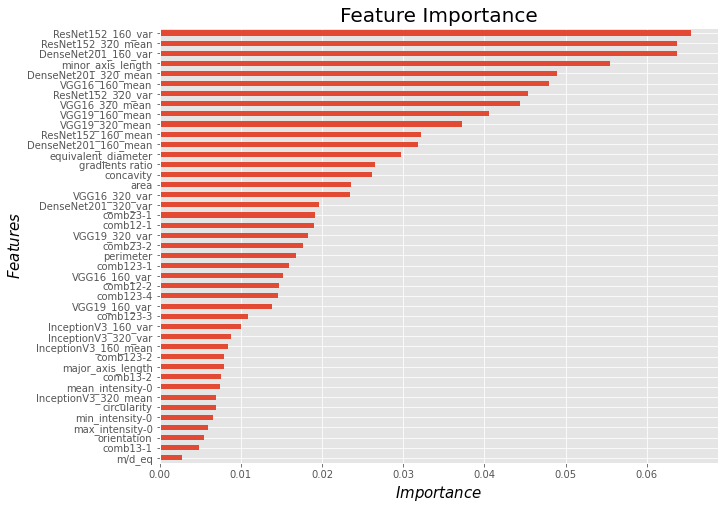 Feature Importance
ResNet152_160_var
ResNet152_320_mean
DenseNet201_160_var
minor_axis_length
DenseNet201_320_mean
VGG16_160_mean
ResNet152_320_var
VGG16_320_mean
VGG19_160_mean
VGG19_320_mean
ResNet152_160_mean
DenseNet201_160_mean
equivalent_diameter
gradients ratio
concavity
area
VGG16_320_var
DenseNet201_320_var
comb23-1
comb12-1
VGG19_320_var
comb23-2
perimeter
comb123-1
VGG16_160_var
comb12-2
comb123-4
VGG19_160_var
comb123-3
InceptionV3_160_var
InceptionV3_320_var
InceptionV3_160_mean
comb123-2
major_axis_length
comb13-2
mean_intensity-0
InceptionV3_320_mean
circularity
min_intensity-0
max_intensity-0
orientation
comb13-1
m/d_eq
Features
0.00 0.01 0.02 0.03 0.04 0.05 0.06
Importance